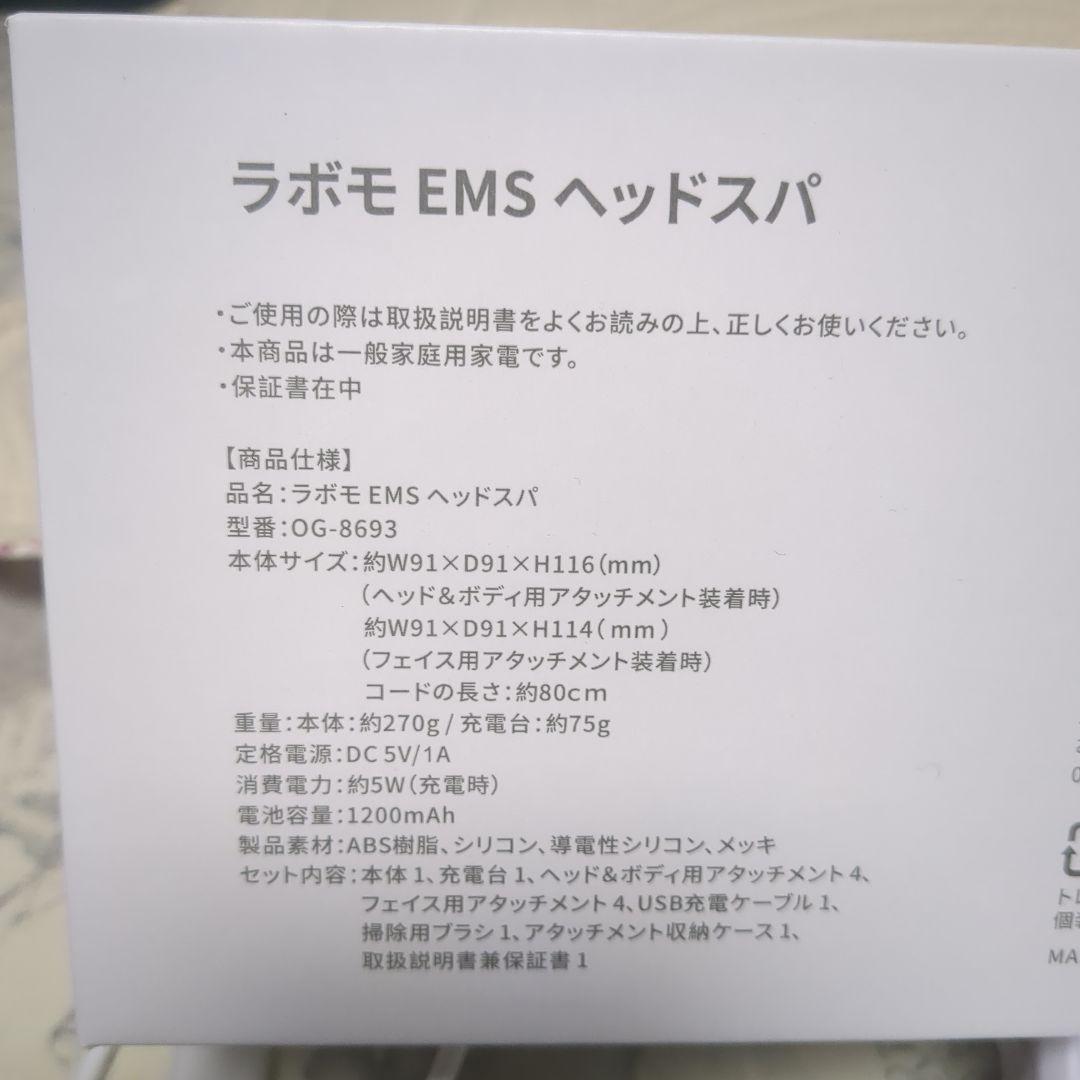 ラボモ EMS ヘッドスパ
・ご使用の際は取扱説明書をよくお読みの上、正しくお使いください。
・本商品は一般家庭用家電です。
・保証書在中
【商品仕様】
品名：ラボモ EMS ヘッドスパ
型番：OG-8693
本体サイズ：約W91×D91×H116（mm）
（ヘッド＆ボディ用アタッチメント装着時）
約W91×D91×H114（mm）
（フェイス用アタッチメント装着時）
コードの長さ：約80cm
重量：本体：約270g / 充電台：約75g
定格電源：DC 5V/1A
消費電力：約5W（充電時）
電池容量：1200mAh
製品素材：ABS樹脂、シリコン、導電性シリコン、メッキ
セット内容：本体 1、充電台 1、ヘッド＆ボディ用アタッチメント 4、
フェイス用アタッチメント 4、USB充電ケーブル 1、
掃除用ブラシ 1、アタッチメント収納ケース 1、
取扱説明書兼保証書 1
MA